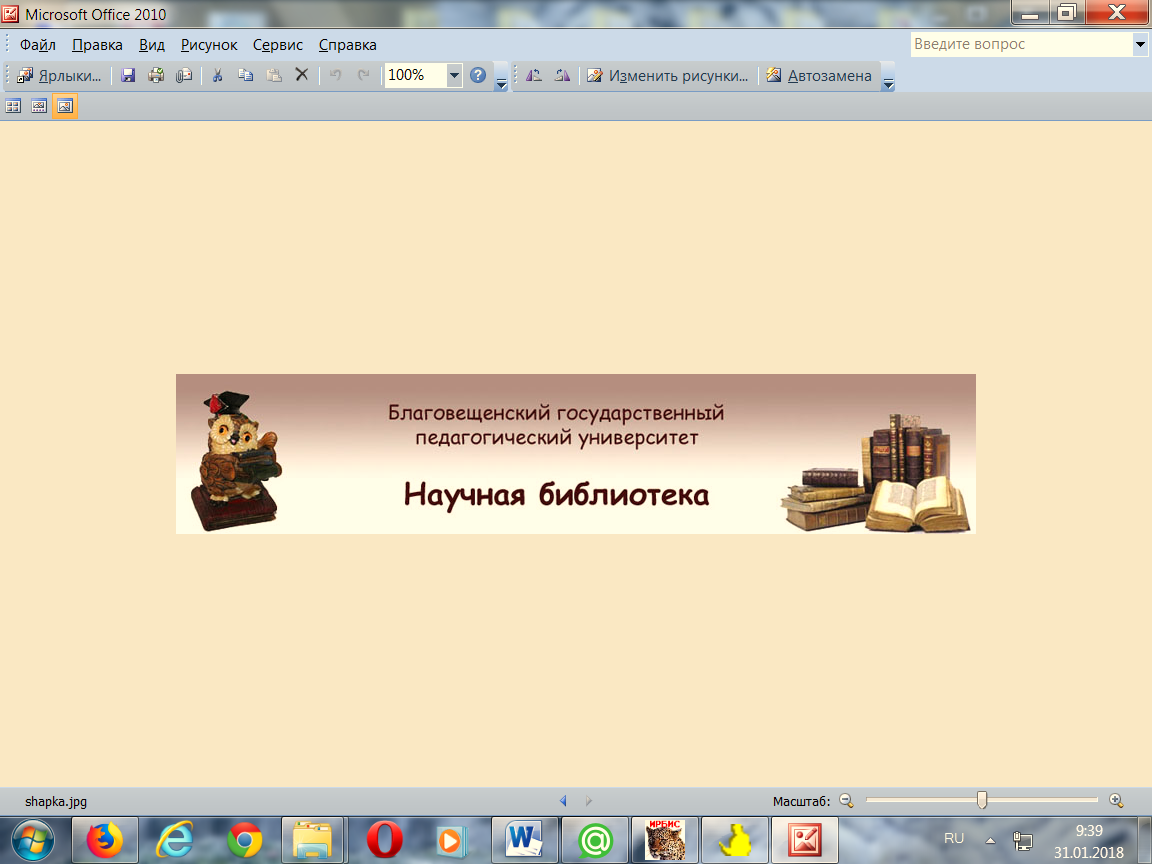 Microsoft Office 2010
Файл Правка Вид Рисунок Сервис Справка
Введите вопрос
Ярлыки... 100% Изменить рисунки... Автозамена
Благовещенский государственный
педагогический университет
Научная библиотека
shapka.jpg
Масштаб:
ИРБИС
RU
9:39
31.01.2018